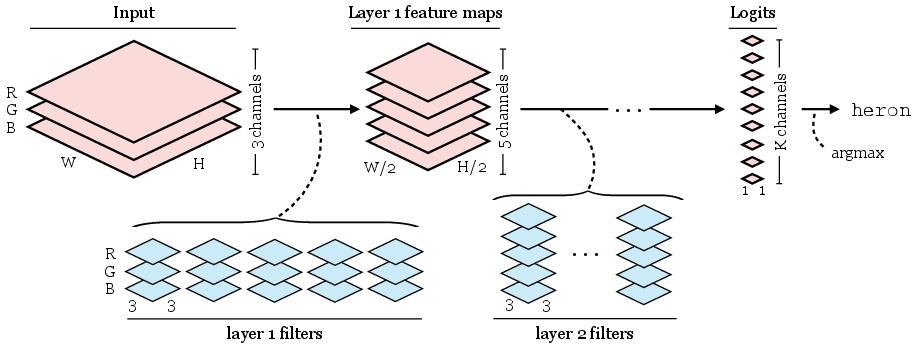 Input
Layer 1 feature maps
Logits
R
G
B
W
H
3 channels
W/2
H/2
5 channels
...
K channels
1 1
heron
argmax
R
G
B
3 3
layer 1 filters
...
3 3
layer 2 filters